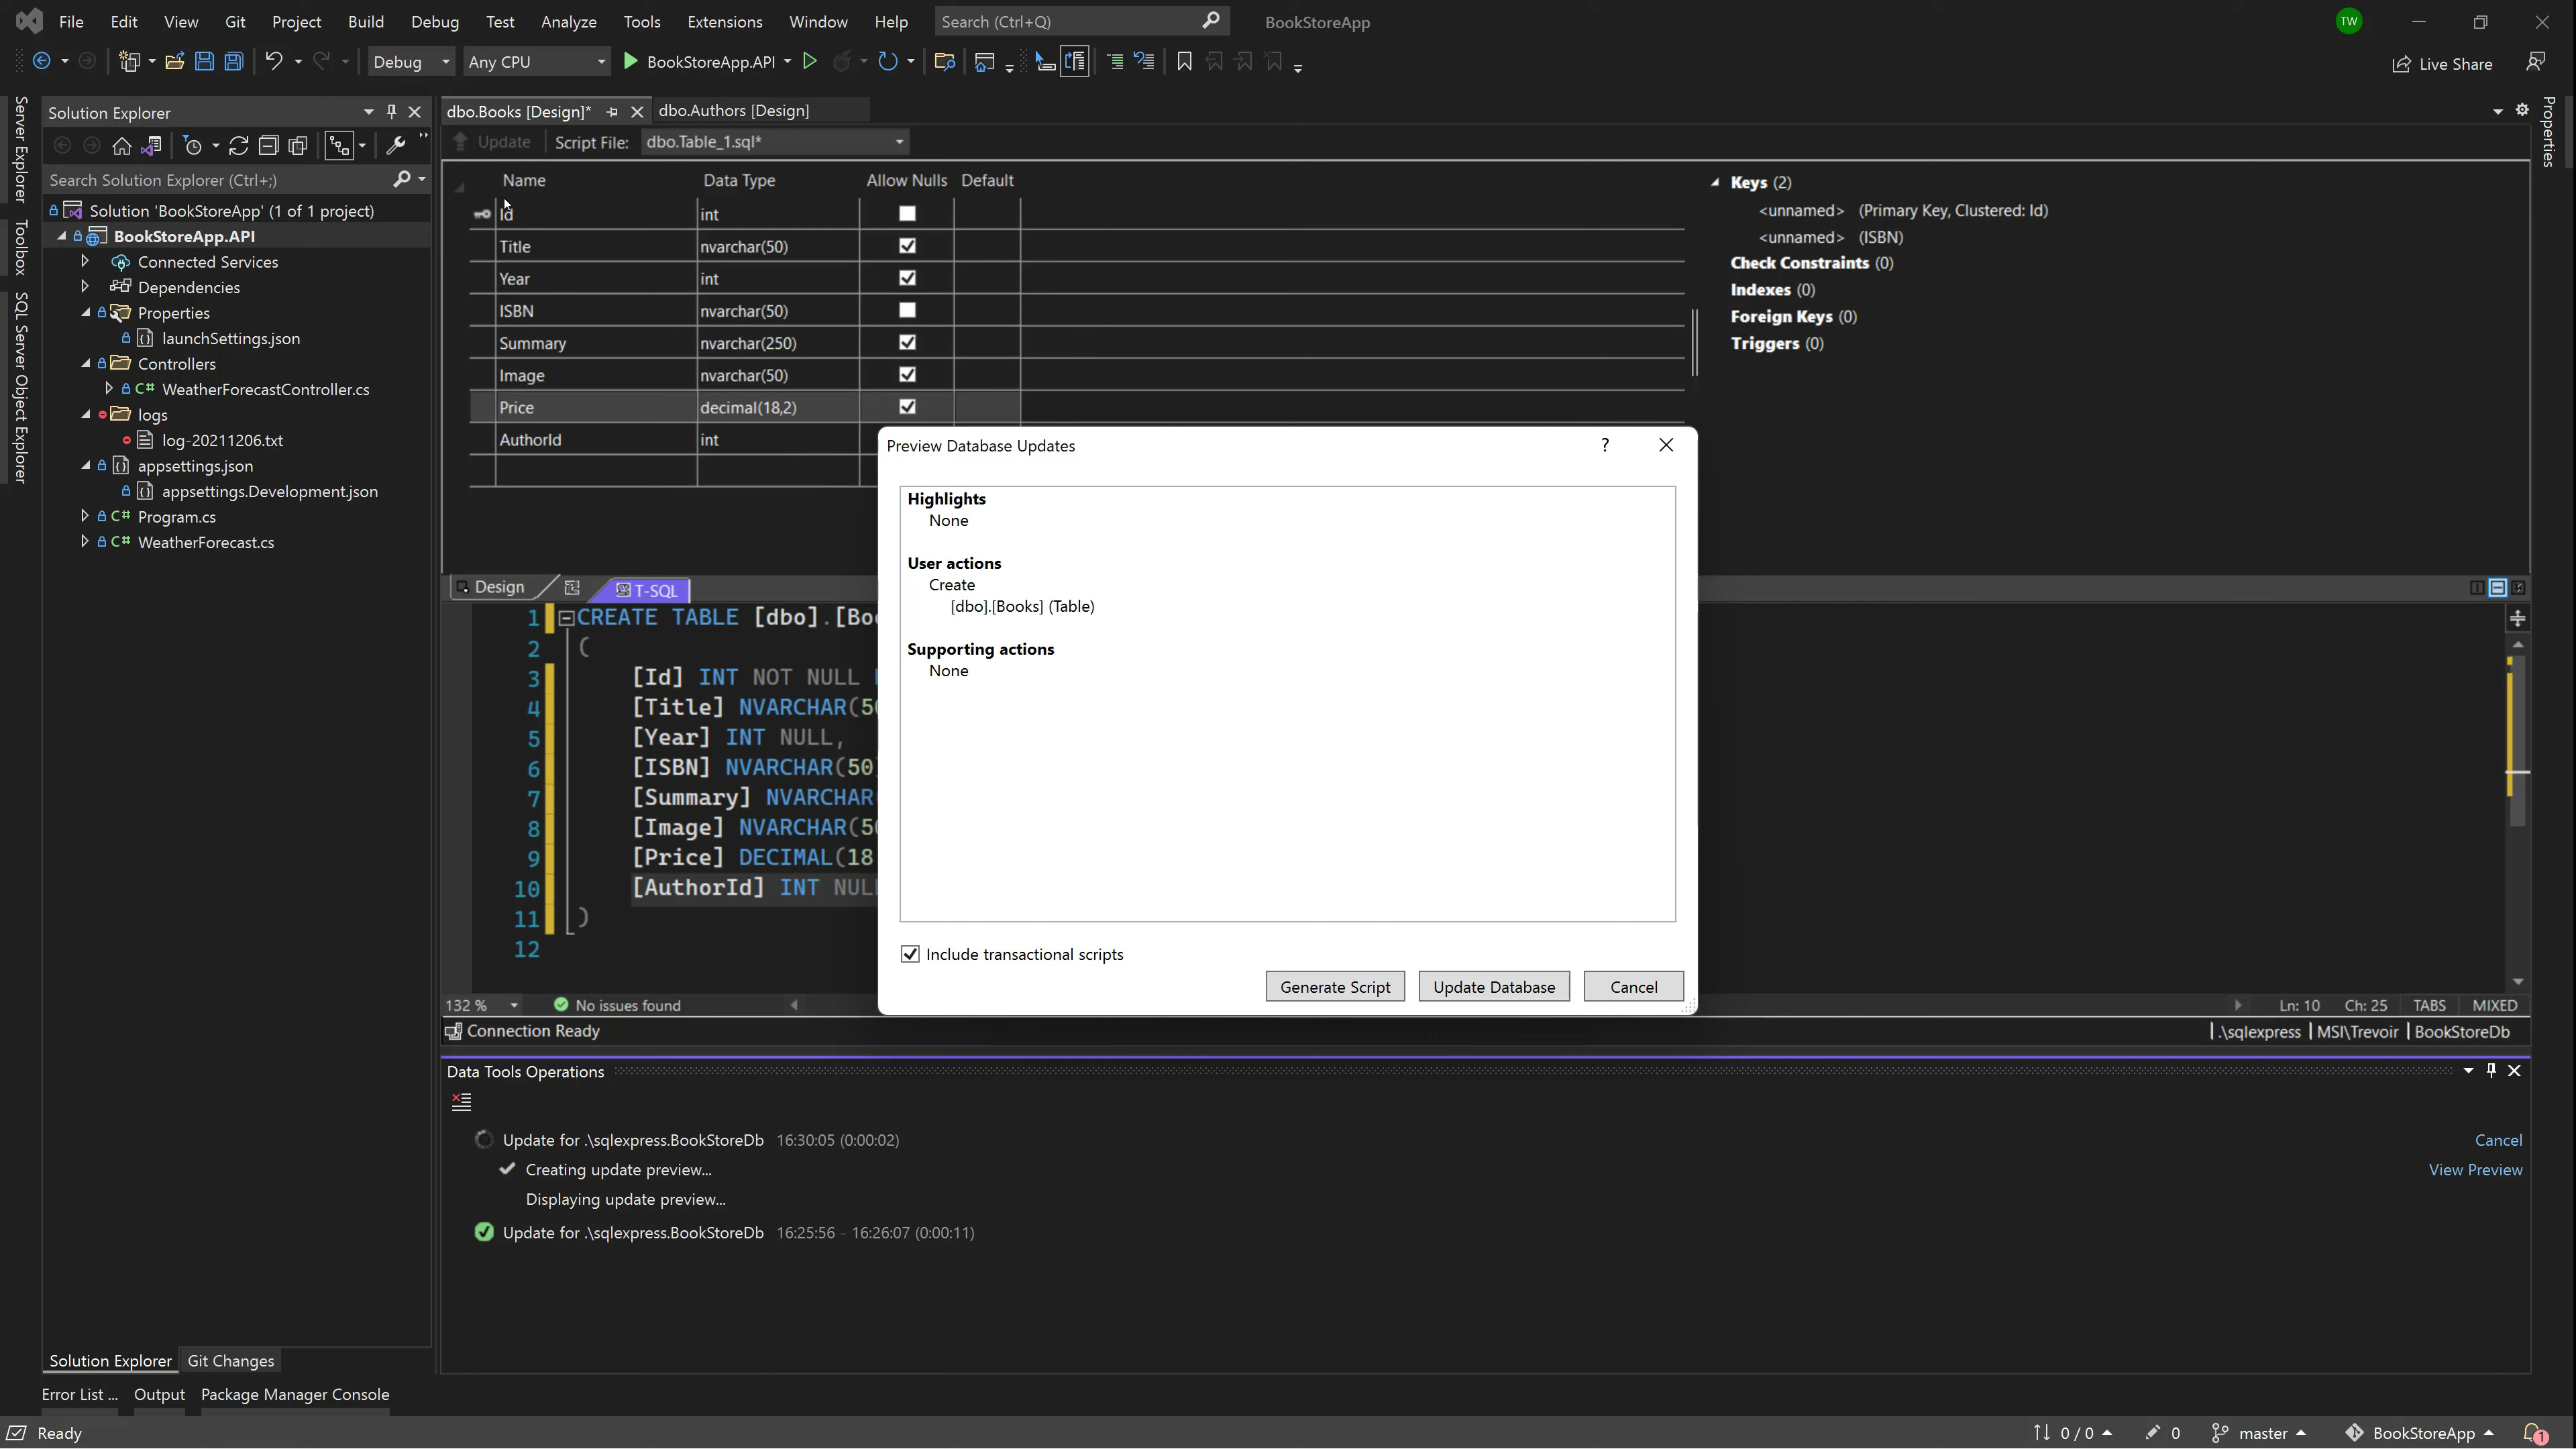 File Edit View Git Project Build Debug Test Analyze Tools Extensions Window Help Search (Ctrl+Q) BookStoreApp TW
Debug Any CPU BookStoreApp.API Live Share
Server Explorer
Toolbox
SQL Server Object Explorer
Solution Explorer
Search Solution Explorer (Ctrl+;)
Solution 'BookStoreApp' (1 of 1 project)
BookStoreApp.API
Connected Services
Dependencies
Properties
launchSettings.json
Controllers
C# WeatherForecastController.cs
logs
log-20211206.txt
appsettings.json
appsettings.Development.json
C# Program.cs
C# WeatherForecast.cs
Solution Explorer Git Changes
dbo.Books [Design]* dbo.Authors [Design]
Update Script File: dbo.Table_1.sql*
Name Data Type Allow Nulls Default
Id int
Title nvarchar(50)
Year int
ISBN nvarchar(50)
Summary nvarchar(250)
Image nvarchar(50)
Price decimal(18,2)
AuthorId int
Keys (2)
<unnamed> (Primary Key, Clustered: Id)
<unnamed> (ISBN)
Check Constraints (0)
Indexes (0)
Foreign Keys (0)
Triggers (0)
Properties
Design T-SQL
1 CREATE TABLE [dbo].[Bo
2 (
3 [Id] INT NOT NULL
4 [Title] NVARCHAR(50
5 [Year] INT NULL,
6 [ISBN] NVARCHAR(50
7 [Summary] NVARCHAR
8 [Image] NVARCHAR(50
9 [Price] DECIMAL(18
10 [AuthorId] INT NULL
11 )
12
132 % No issues found Ln: 10 Ch: 25 TABS MIXED
Connection Ready .\sqlexpress MSI\Trevoir BookStoreDb
Preview Database Updates ?
Highlights
None
User actions
Create
[dbo].[Books] (Table)
Supporting actions
None
Include transactional scripts
Generate Script Update Database Cancel
Data Tools Operations
Update for .\sqlexpress.BookStoreDb 16:30:05 (0:00:02) Cancel
Creating update preview... View Preview
Displaying update preview...
Update for .\sqlexpress.BookStoreDb 16:25:56 - 16:26:07 (0:00:11)
Error List ... Output Package Manager Console
Ready 0 / 0 0 master BookStoreApp 1